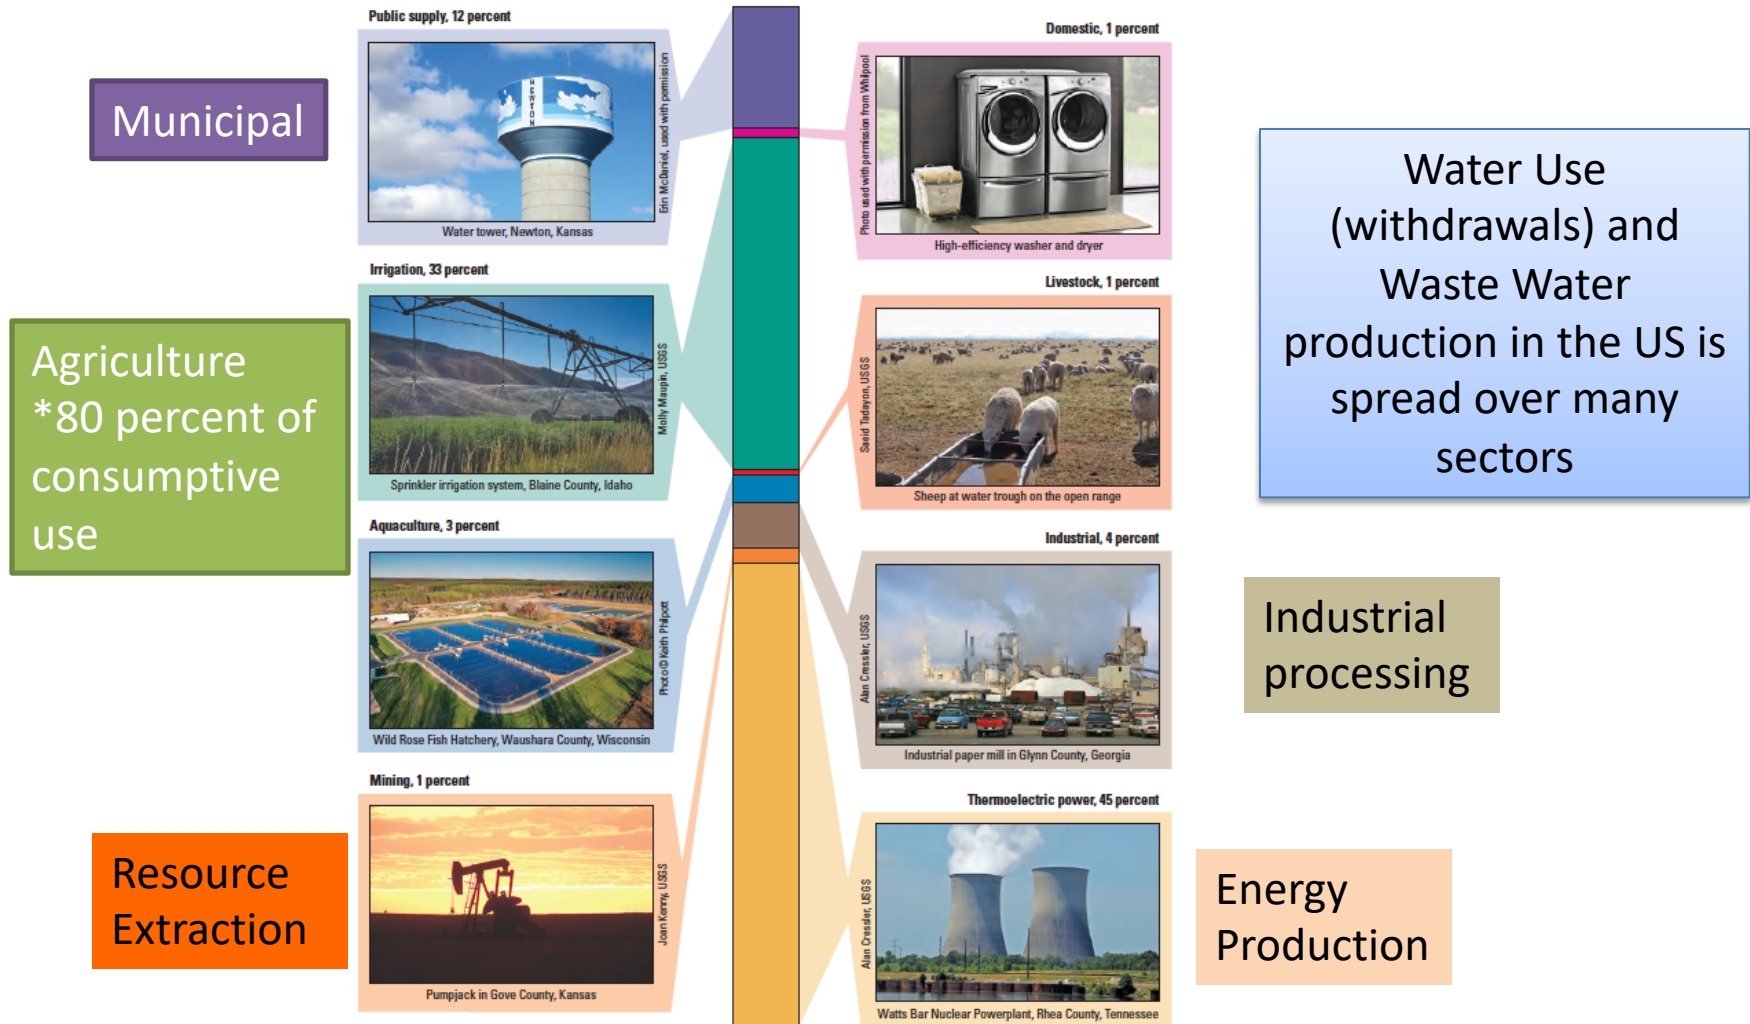 Public supply, 12 percent
NEWTON
Erin McDaniel, used with permission
Water tower, Newton, Kansas
Municipal
Domestic, 1 percent
Photo used with permission from Whilpool
High-efficiency washer and dryer
Water Use
(withdrawals) and
Waste Water
production in the US is
spread over many
sectors
Irrigation, 33 percent
Molly Maupin, USGS
Sprinkler irrigation system, Blaine County, Idaho
Agriculture
*80 percent of
consumptive
use
Livestock, 1 percent
Saeid Tadayon, USGS
Sheep at water trough on the open range
Aquaculture, 3 percent
Photo © Keith Philpott
Wild Rose Fish Hatchery, Waushara County, Wisconsin
Industrial, 4 percent
Alan Cressler, USGS
Industrial paper mill in Glynn County, Georgia
Industrial
processing
Mining, 1 percent
Joan Kenny, USGS
Pumpjack in Gove County, Kansas
Resource
Extraction
Thermoelectric power, 45 percent
Alan Cressler, USGS
Watts Bar Nuclear Powerplant, Rhea County, Tennessee
Energy
Production